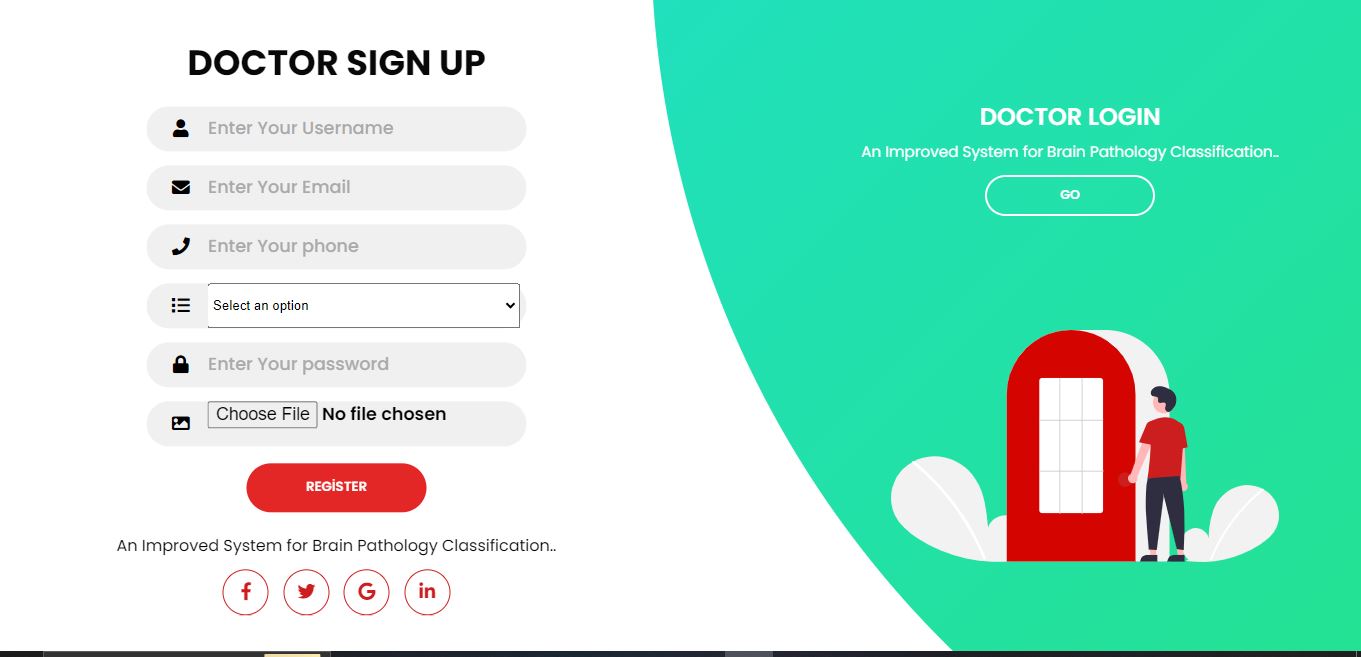 DOCTOR SIGN UP
Enter Your Username
Enter Your Email
Enter Your phone
Select an option
Enter Your password
Choose File No file chosen
REGİSTER
An Improved System for Brain Pathology Classification..
DOCTOR LOGIN
An Improved System for Brain Pathology Classification..
GO